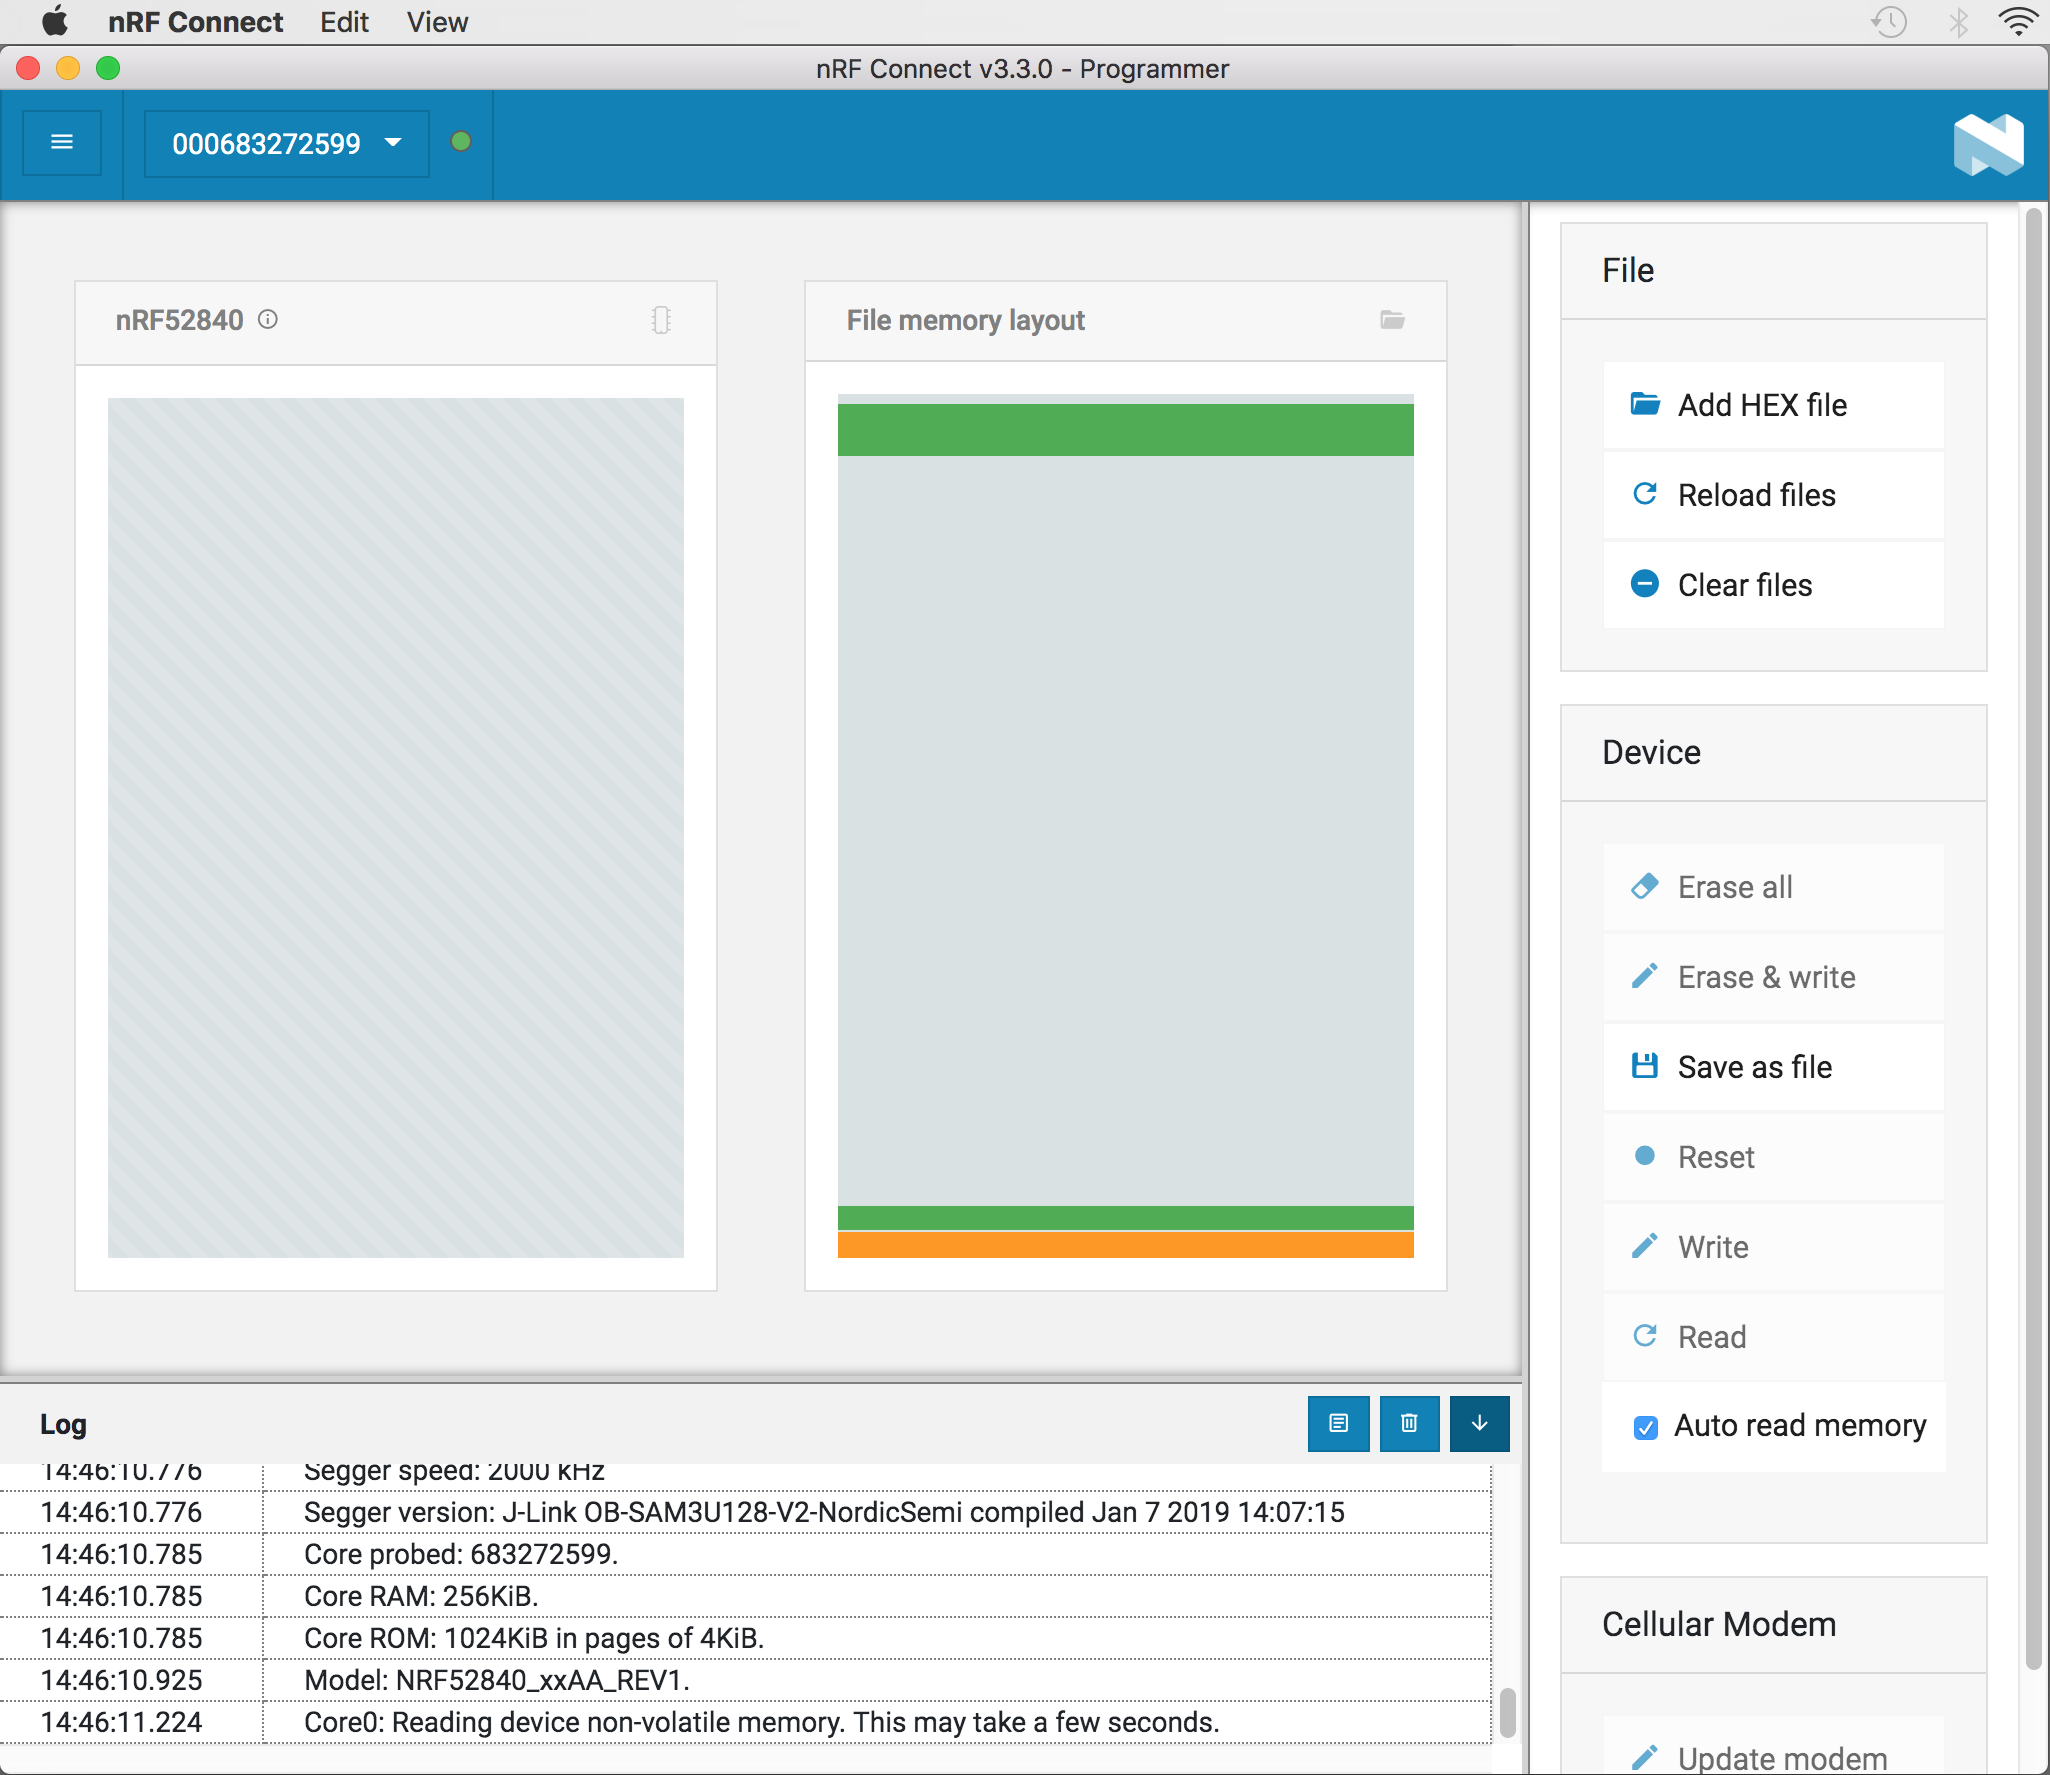 nRF Connect Edit View
nRF Connect v3.3.0 - Programmer
000683272599
nRF52840
File memory layout
File
Add HEX file
Reload files
Clear files
Device
Erase all
Erase & write
Save as file
Reset
Write
Read
Auto read memory
Cellular Modem
Update modem
Log
14:46:10.776 Segger speed: 2000 kHz
14:46:10.776 Segger version: J-Link OB-SAM3U128-V2-NordicSemi compiled Jan 7 2019 14:07:15
14:46:10.785 Core probed: 683272599.
14:46:10.785 Core RAM: 256KiB.
14:46:10.785 Core ROM: 1024KiB in pages of 4KiB.
14:46:10.925 Model: NRF52840_xxAA_REV1.
14:46:11.224 Core0: Reading device non-volatile memory. This may take a few seconds.